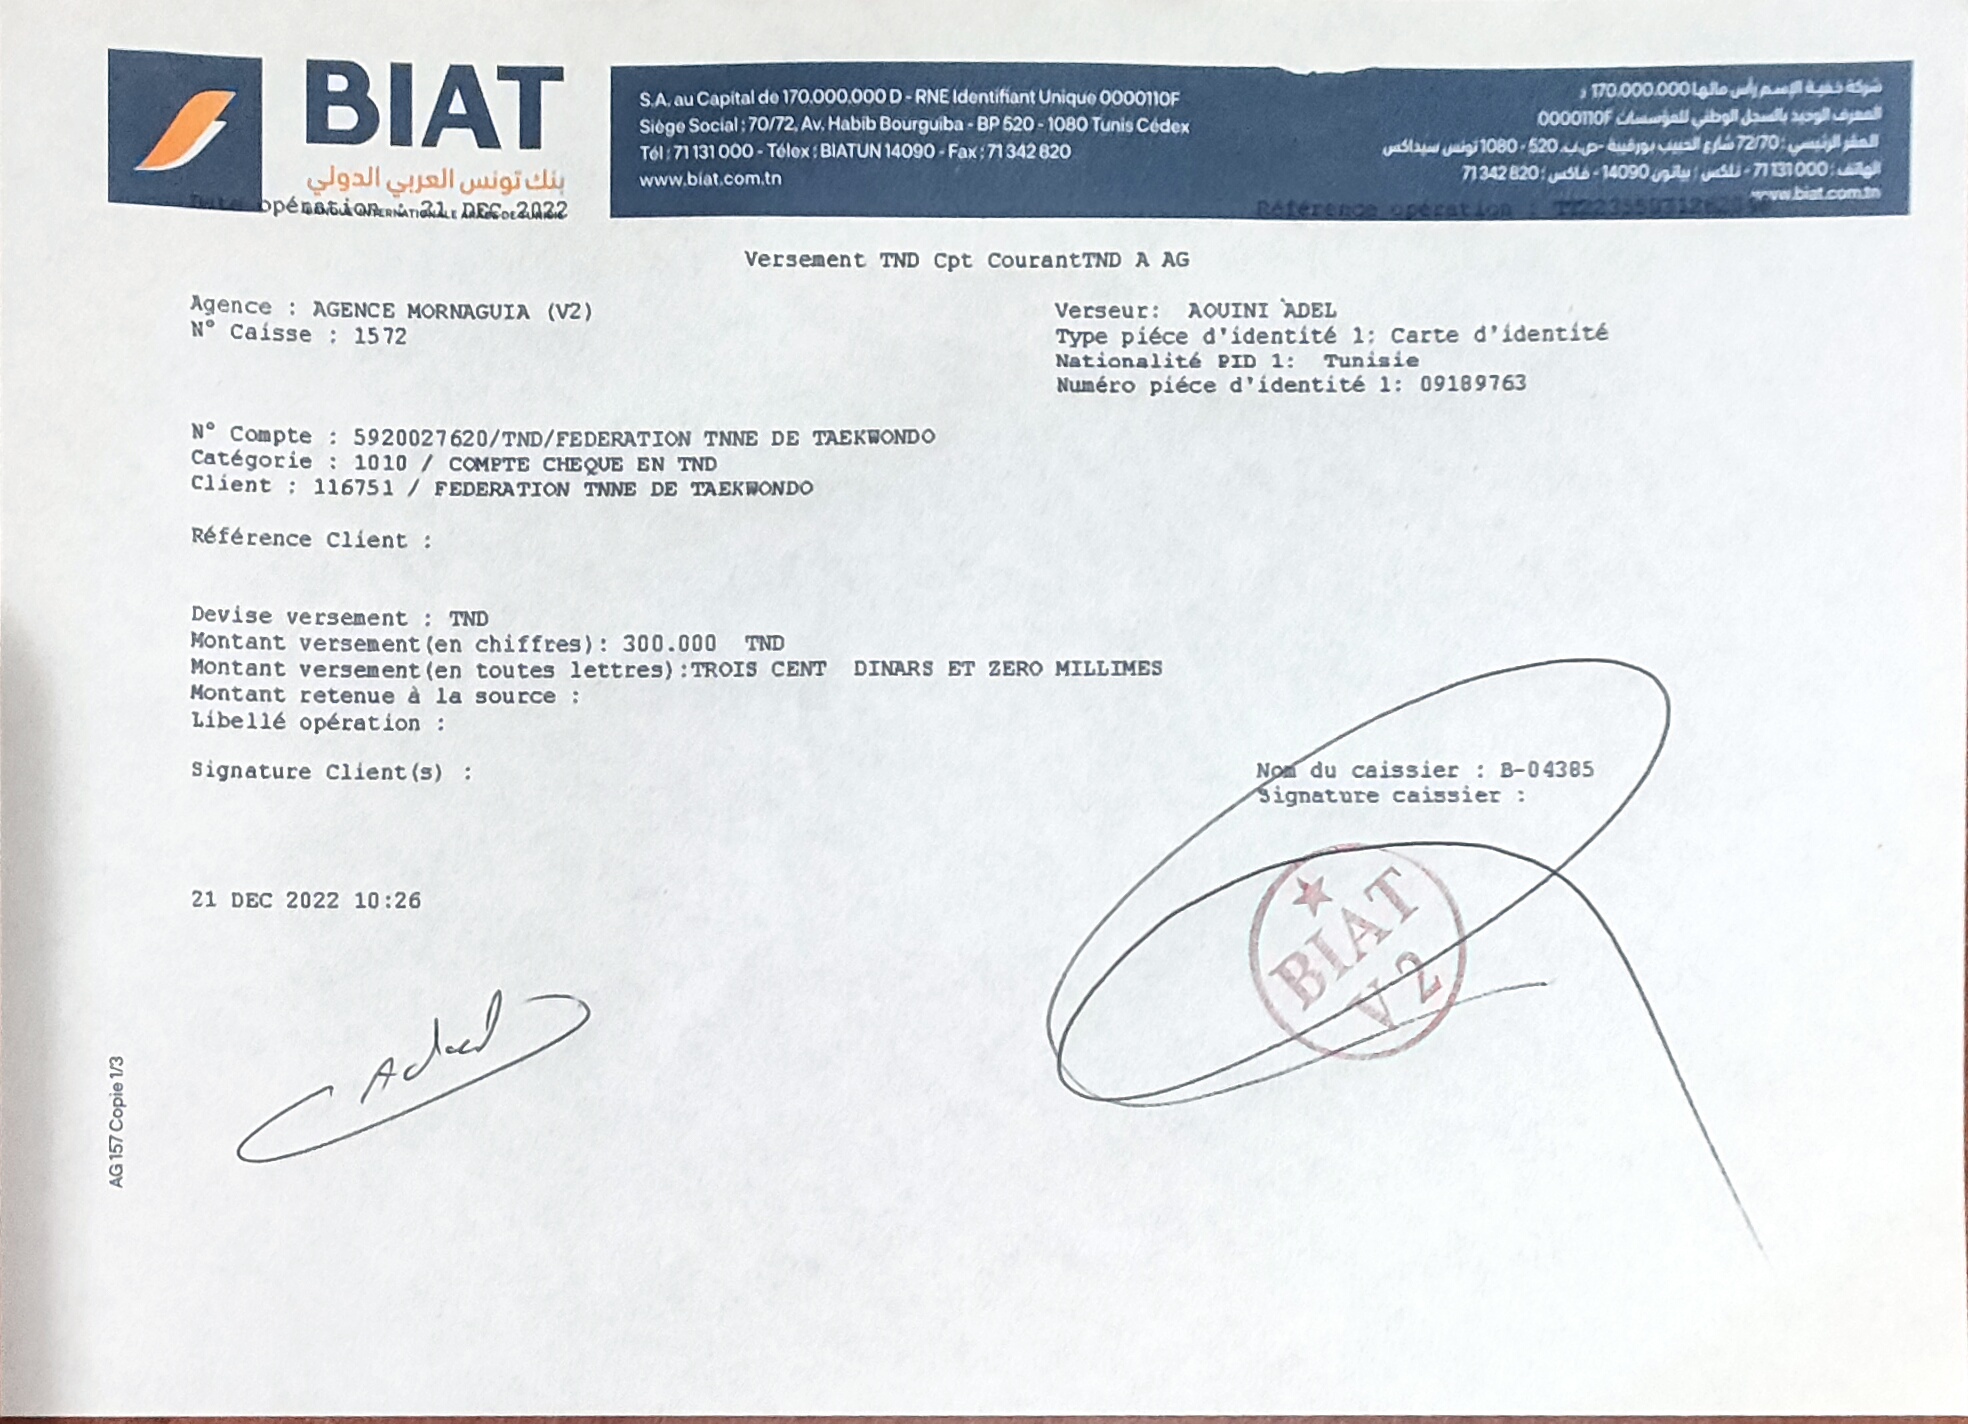 BIAT
بنك تونس العربي الدولي
BANQUE INTERNATIONALE ARABE DE TUNISIE
S.A. au Capital de 170.000.000 D - RNE Identifiant Unique 0000110F
Siège Social : 70/72, Av. Habib Bourguiba - BP 520 - 1080 Tunis Cédex
Tél : 71 131 000 - Télex : BIATUN 14090 - Fax : 71 342 820
www.biat.com.tn
شركة خفية الإسم رأس مالها 170.000.000 د
المعرف الوحيد بالسجل الوطني للمؤسسات 0000110F
المقر الرئيسي : 72/70 شارع الحبيب بورقيبة -ص.ب. 520 - 1080 تونس سيداكس
الهاتف : 71 131 000 - تلكس : بياتون 14090 - فاكس : 71 342 820
www.biat.com.tn
Date opération : 21 DEC 2022
Référence opération :
Versement TND Cpt CourantTND A AG
Agence : AGENCE MORNAGUIA (V2)
N° Caisse : 1572
Verseur: AOUINI ADEL
Type piéce d'identité 1: Carte d'identité
Nationalité PID 1: Tunisie
Numéro piéce d'identité 1: 09189763
N° Compte : 5920027620/TND/FEDERATION TNNE DE TAEKWONDO
Catégorie : 1010 / COMPTE CHEQUE EN TND
Client : 116751 / FEDERATION TNNE DE TAEKWONDO
Référence Client :
Devise versement : TND
Montant versement(en chiffres): 300.000 TND
Montant versement(en toutes lettres):TROIS CENT DINARS ET ZERO MILLIMES
Montant retenue à la source :
Libellé opération :
Signature Client(s) :
Nom du caissier : B-04385
Signature caissier :
21 DEC 2022 10:26
BIAT
V2
AG 157 Copie 1/3